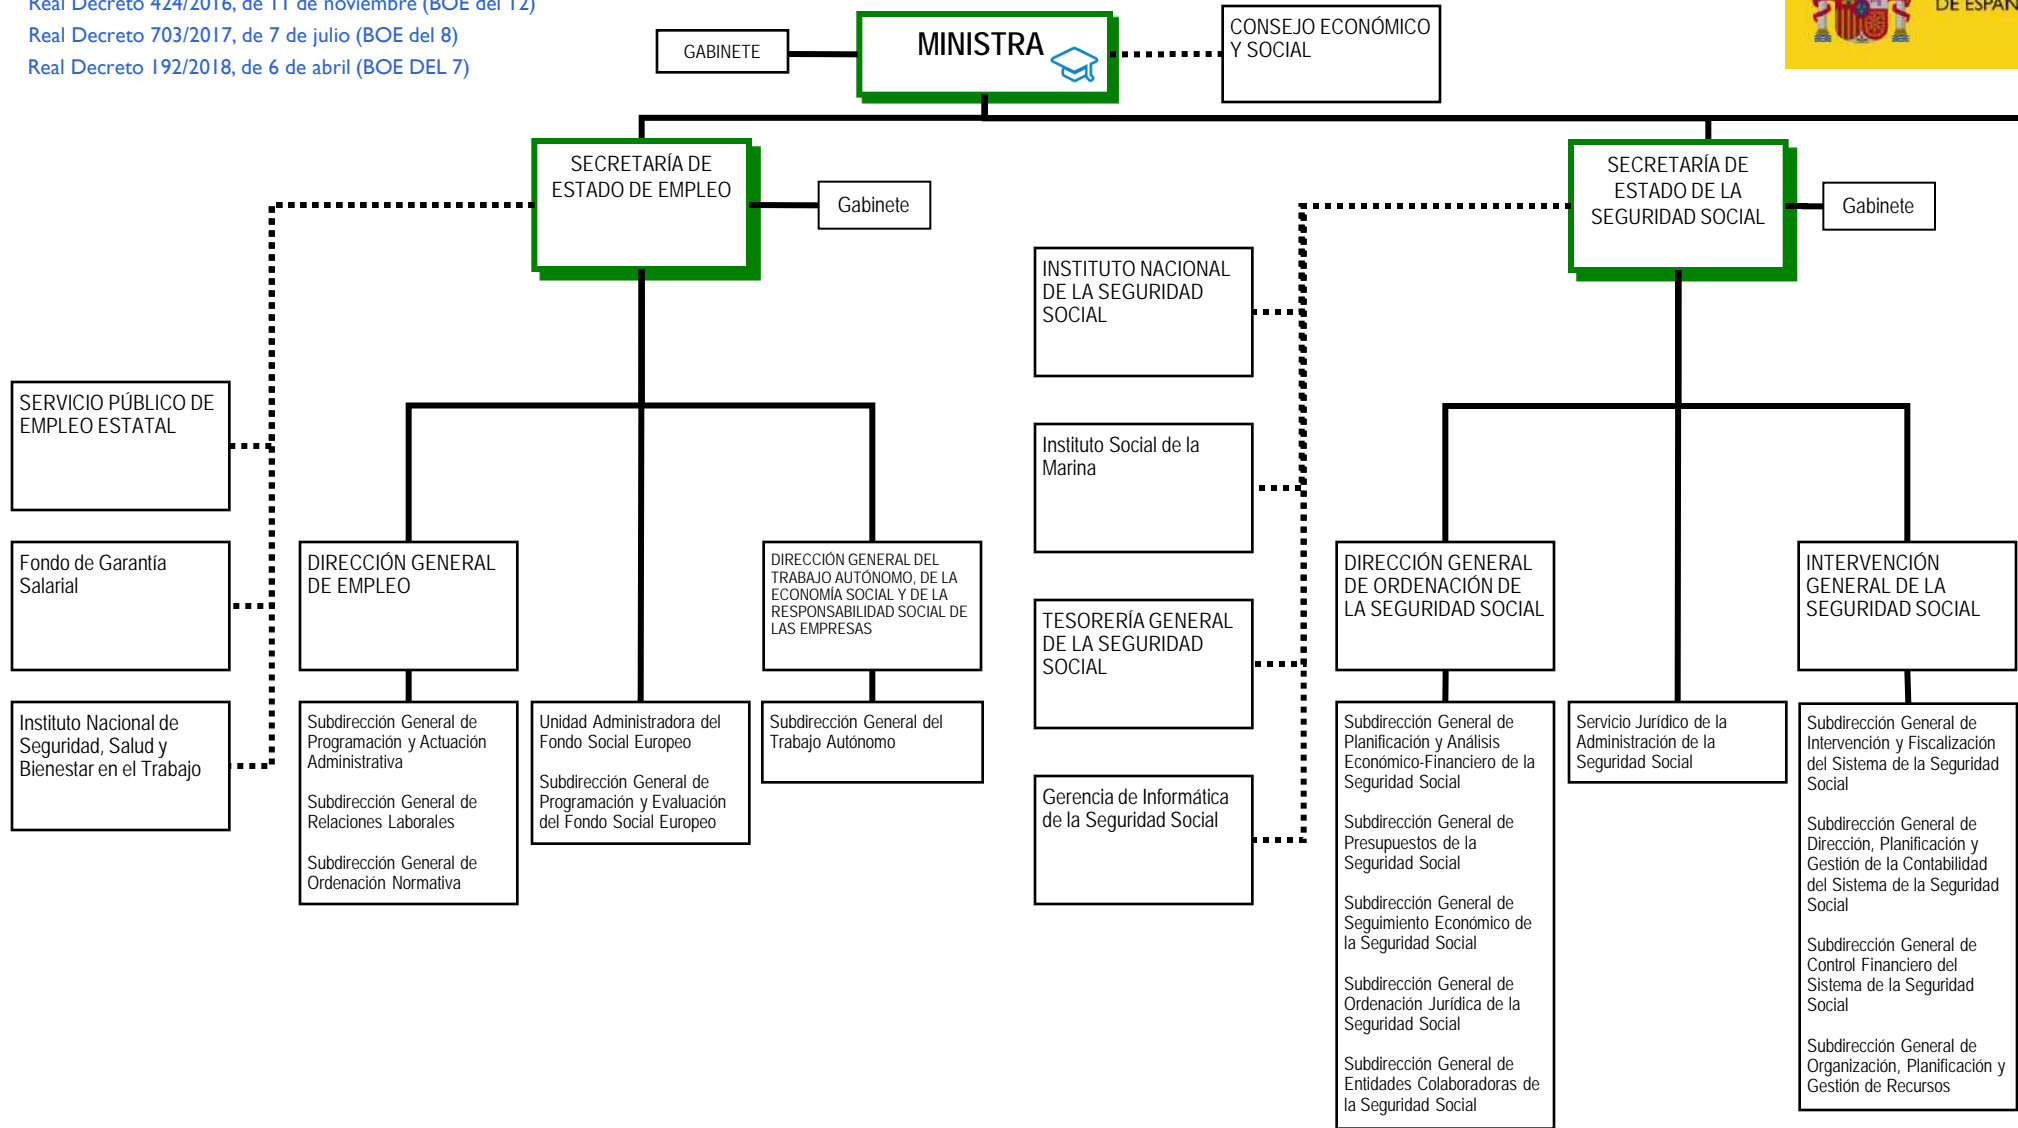 Real Decreto 424/2016, de 11 de noviembre (BOE del 12)
Real Decreto 703/2017, de 7 de julio (BOE del 8)
Real Decreto 192/2018, de 6 de abril (BOE DEL 7)
GABINETE
MINISTRA
CONSEJO ECONÓMICO
Y SOCIAL
DE ESPAÑ
SECRETARÍA DE
ESTADO DE EMPLEO
Gabinete
SECRETARÍA DE
ESTADO DE LA
SEGURIDAD SOCIAL
Gabinete
SERVICIO PÚBLICO DE
EMPLEO ESTATAL
Fondo de Garantía
Salarial
Instituto Nacional de
Seguridad, Salud y
Bienestar en el Trabajo
DIRECCIÓN GENERAL
DE EMPLEO
Subdirección General de
Programación y Actuación
Administrativa
Subdirección General de
Relaciones Laborales
Subdirección General de
Ordenación Normativa
Unidad Administradora del
Fondo Social Europeo
Subdirección General de
Programación y Evaluación
del Fondo Social Europeo
DIRECCIÓN GENERAL DEL
TRABAJO AUTÓNOMO, DE LA
ECONOMÍA SOCIAL Y DE LA
RESPONSABILIDAD SOCIAL DE
LAS EMPRESAS
Subdirección General del
Trabajo Autónomo
INSTITUTO NACIONAL
DE LA SEGURIDAD
SOCIAL
Instituto Social de la
Marina
TESORERÍA GENERAL
DE LA SEGURIDAD
SOCIAL
Gerencia de Informática
de la Seguridad Social
DIRECCIÓN GENERAL
DE ORDENACIÓN DE
LA SEGURIDAD SOCIAL
Subdirección General de
Planificación y Análisis
Económico-Financiero de la
Seguridad Social
Subdirección General de
Presupuestos de la
Seguridad Social
Subdirección General de
Seguimiento Económico de
la Seguridad Social
Subdirección General de
Ordenación Jurídica de la
Seguridad Social
Subdirección General de
Entidades Colaboradoras de
la Seguridad Social
Servicio Jurídico de la
Administración de la
Seguridad Social
INTERVENCIÓN
GENERAL DE LA
SEGURIDAD SOCIAL
Subdirección General de
Intervención y Fiscalización
del Sistema de la Seguridad
Social
Subdirección General de
Dirección, Planificación y
Gestión de la Contabilidad
del Sistema de la Seguridad
Social
Subdirección General de
Control Financiero del
Sistema de la Seguridad
Social
Subdirección General de
Organización, Planificación y
Gestión de Recursos